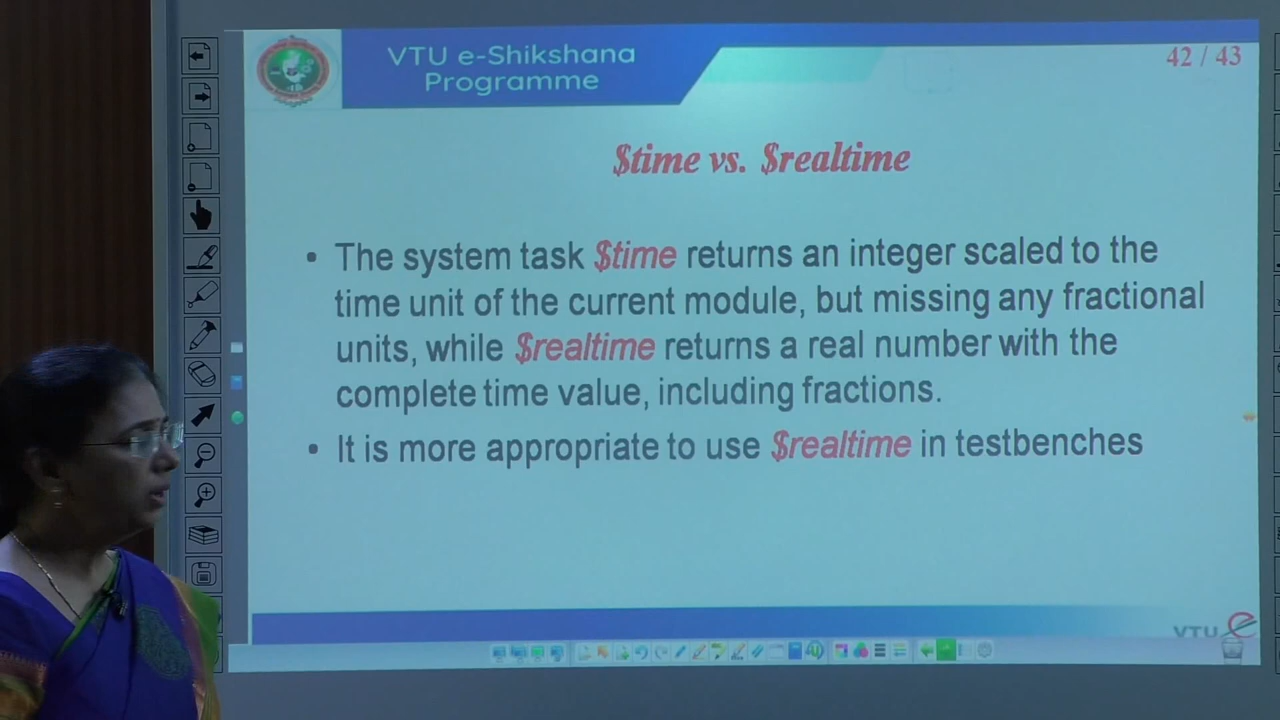 VTU e-Shikshana
Programme
42 / 43
$time vs. $realtime
• The system task $time returns an integer scaled to the
time unit of the current module, but missing any fractional
units, while $realtime returns a real number with the
complete time value, including fractions.
• It is more appropriate to use $realtime in testbenches
VTU e